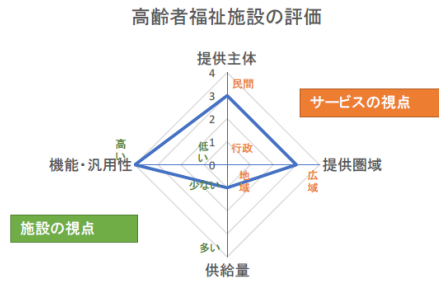 高齢者福祉施設の評価
提供主体
4
民間
3
サービスの視点
2
高い
1
低い
行政
機能・汎用性
0
提供圏域
少ない
地域
広域
施設の視点
多い
供給量